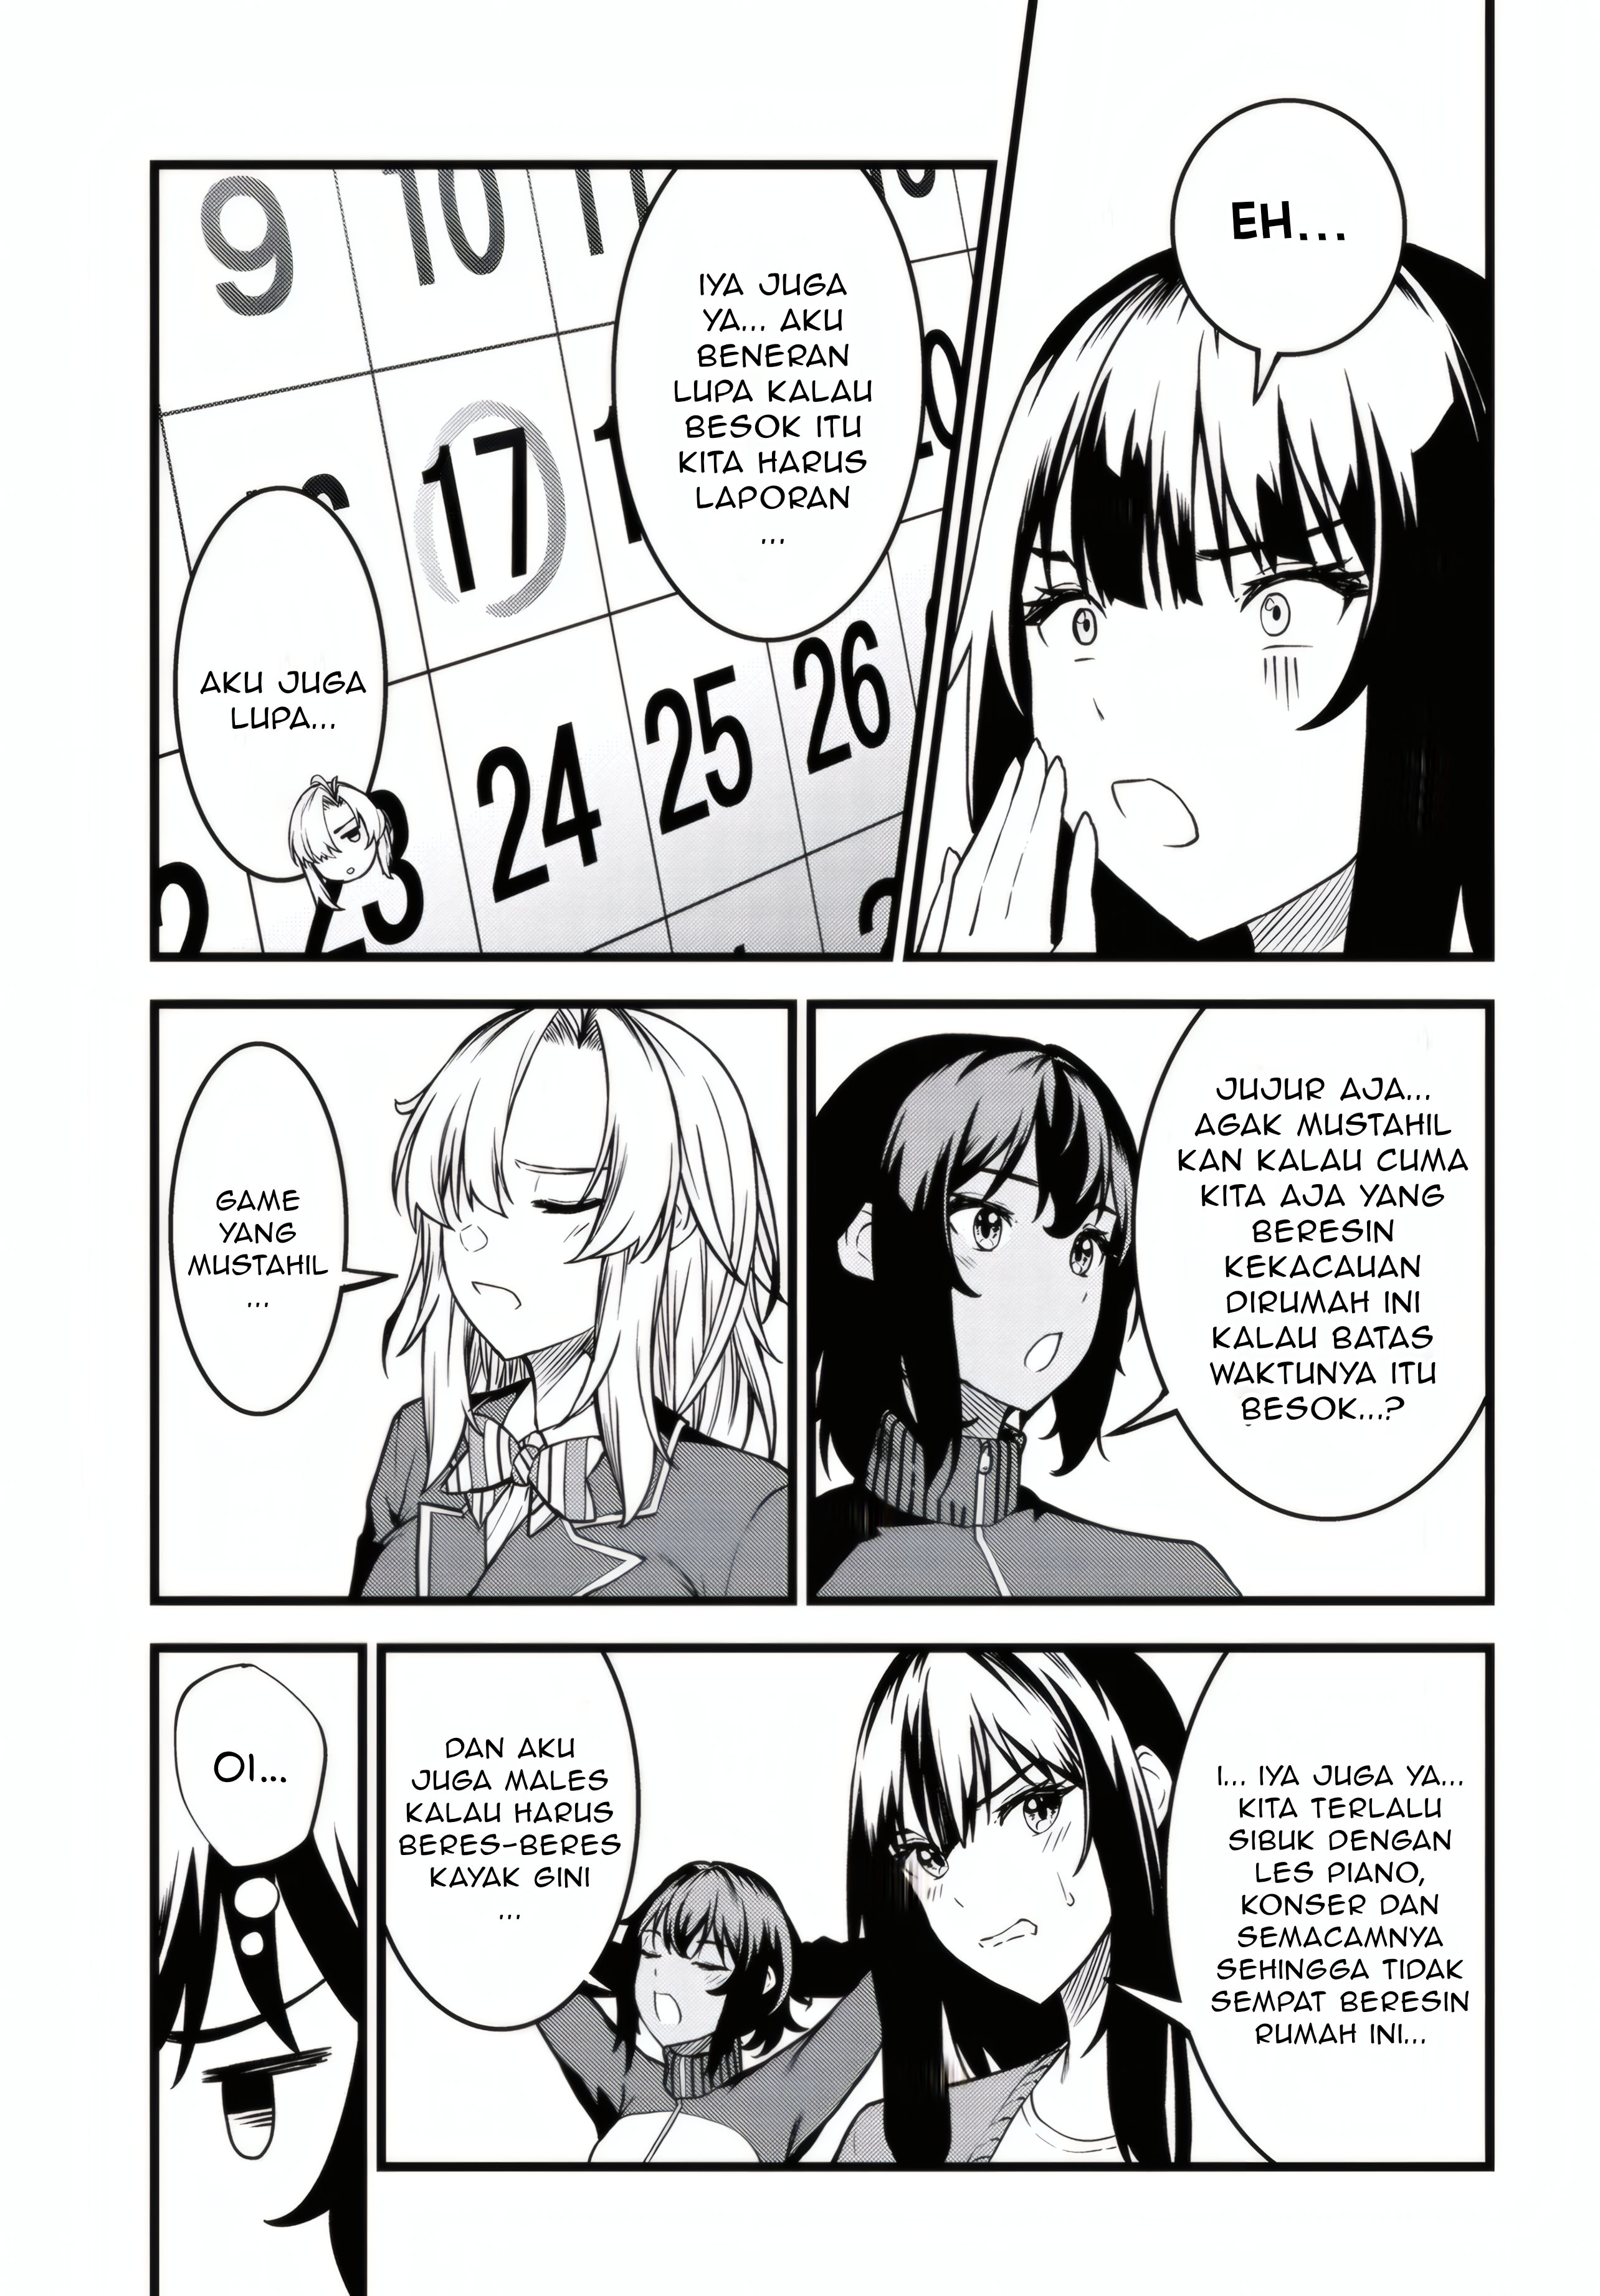 EH...
IYA JUGA
YA... AKU
BENERAN
LUPA KALAU
BESOK ITU
KITA HARUS
LAPORAN
...
AKU JUGA
LUPA...
9
10
11
17
20
23
24
25
26
JUJUR AJA...
AGAK MUSTAHIL
KAN KALAU CUMA
KITA AJA YANG
BERESIN
KEKACAUAN
DIRUMAH INI
KALAU BATAS
WAKTUNYA ITU
BESOK...?
GAME
YANG
MUSTAHIL
...
I... IYA JUGA YA...
KITA TERLALU
SIBUK DENGAN
LES PIANO,
KONSER DAN
SEMACAMNYA
SEHINGGA TIDAK
SEMPAT BERESIN
RUMAH INI...
DAN AKU
JUGA MALES
KALAU HARUS
BERES-BERES
KAYAK GINI
...
OI...